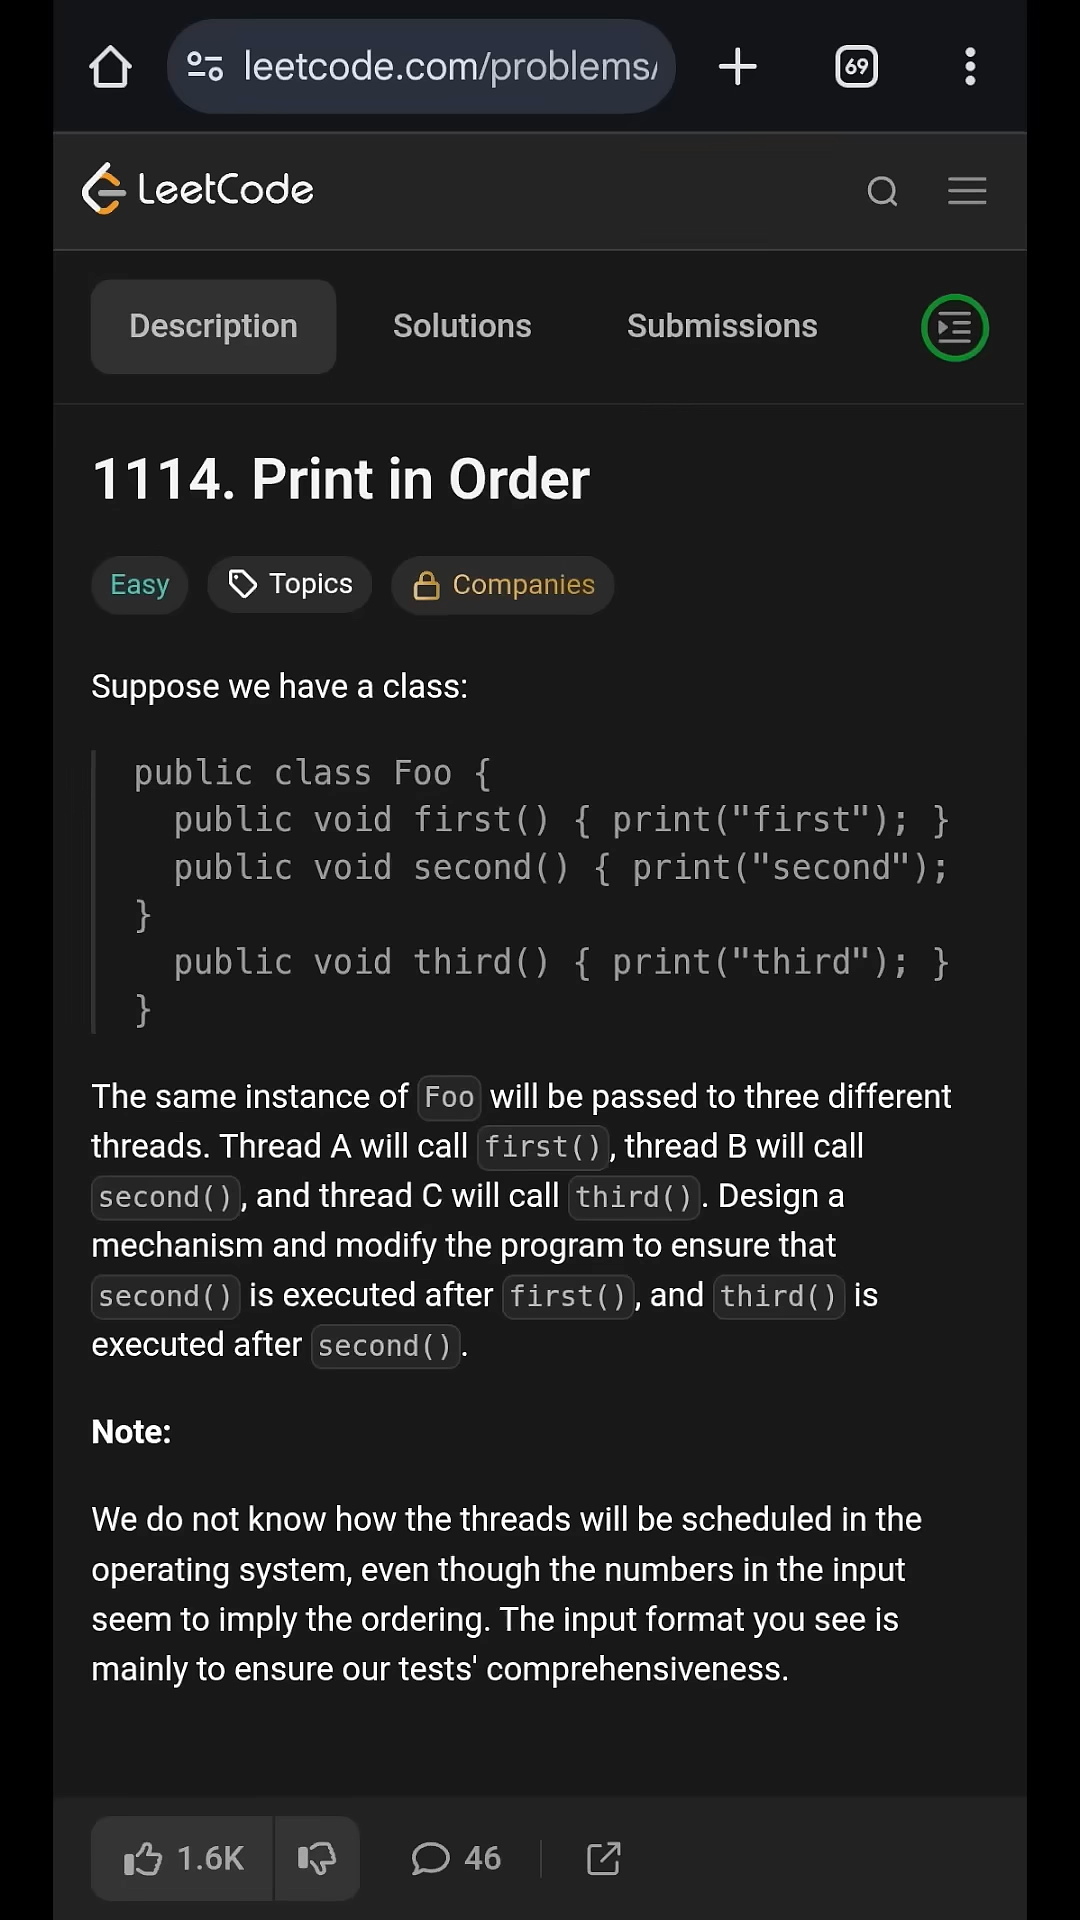 leetcode.com/problems/
69
LeetCode
Description Solutions Submissions
1114. Print in Order
Easy Topics Companies
Suppose we have a class:
public class Foo {
public void first() { print("first"); }
public void second() { print("second");
}
public void third() { print("third"); }
}
The same instance of Foo will be passed to three different
threads. Thread A will call first(), thread B will call
second(), and thread C will call third(). Design a
mechanism and modify the program to ensure that
second() is executed after first(), and third() is
executed after second().
Note:
We do not know how the threads will be scheduled in the
operating system, even though the numbers in the input
seem to imply the ordering. The input format you see is
mainly to ensure our tests' comprehensiveness.
1.6K 46